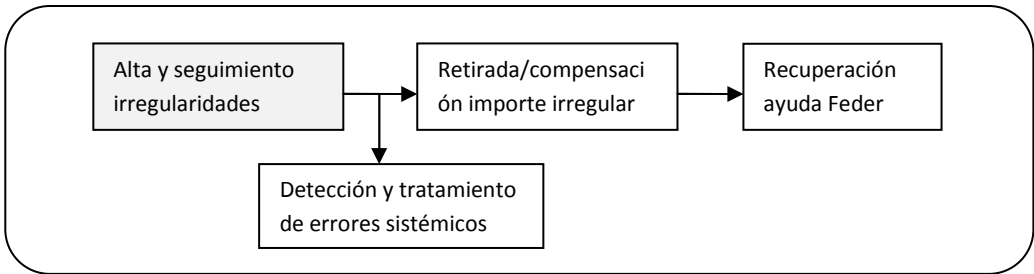 Alta y seguimiento
irregularidades
Retirada/compensaci
ón importe irregular
Recuperación
ayuda Feder
Detección y tratamiento
de errores sistémicos